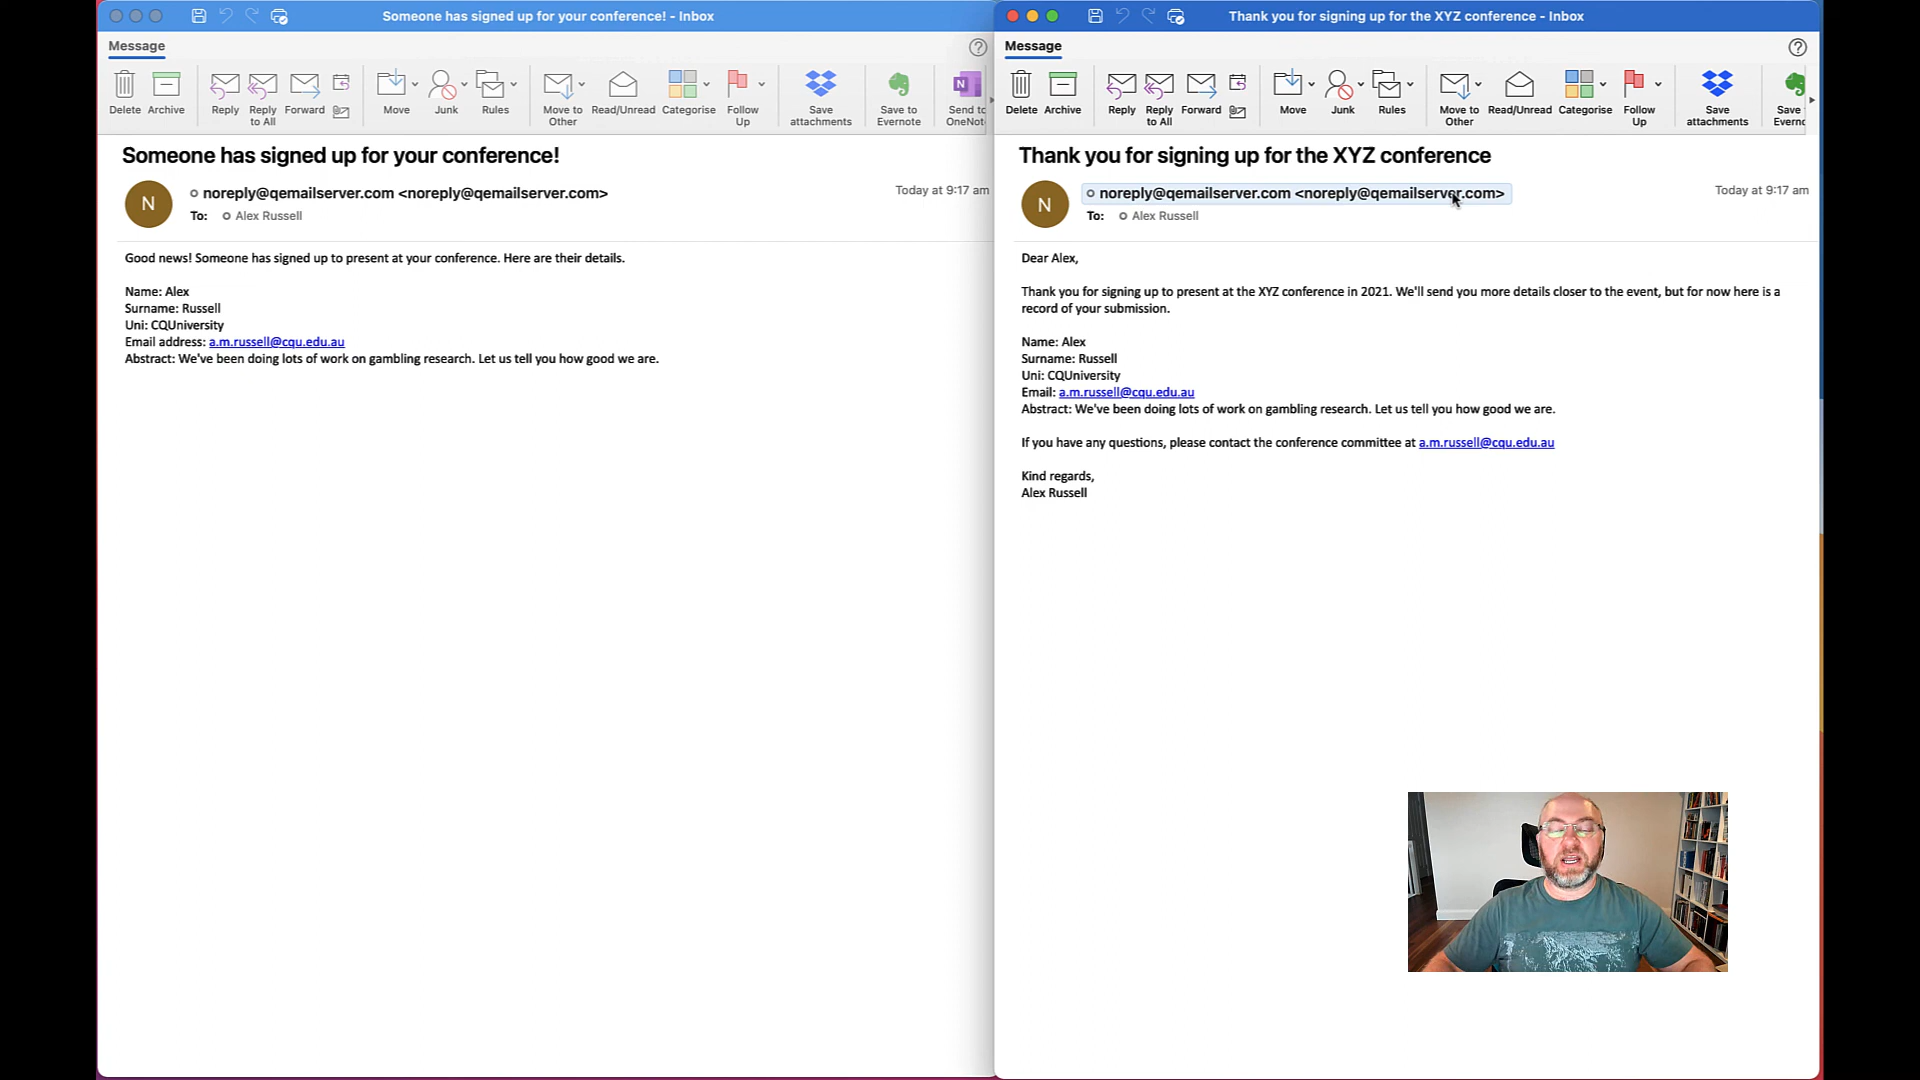 Someone has signed up for your conference! - Inbox
Message
Delete
Archive
Reply
Reply to All
Forward
Move
Junk
Rules
Move to Other
Read/Unread
Categorise
Follow Up
Save attachments
Save to Evernote
Send to
Someone has signed up for your conference!
N
noreply@qemailserver.com <noreply@qemailserver.com>
Today at 9:17 am
To: Alex Russell
Good news! Someone has signed up to present at your conference. Here are their details.
Name: Alex
Surname: Russell
Uni: CQUniversity
Email address: a.m.russell@cqu.edu.au
Abstract: We've been doing lots of work on gambling research. Let us tell you how good we are.
Thank you for signing up for the XYZ conference - Inbox
Message
Delete
Archive
Reply
Reply to All
Forward
Move
Junk
Rules
Move to Other
Read/Unread
Categorise
Follow Up
Save attachments
Save
Thank you for signing up for the XYZ conference
N
noreply@qemailserver.com <noreply@qemailserver.com>
Today at 9:17 am
To: Alex Russell
Dear Alex,
Thank you for signing up to present at the XYZ conference in 2021. We'll send you more details closer to the event, but for now here is a
record of your submission.
Name: Alex
Surname: Russell
Uni: CQUniversity
Email: a.m.russell@cqu.edu.au
Abstract: We've been doing lots of work on gambling research. Let us tell you how good we are.
If you have any questions, please contact the conference committee at a.m.russell@cqu.edu.au
Kind regards,
Alex Russell